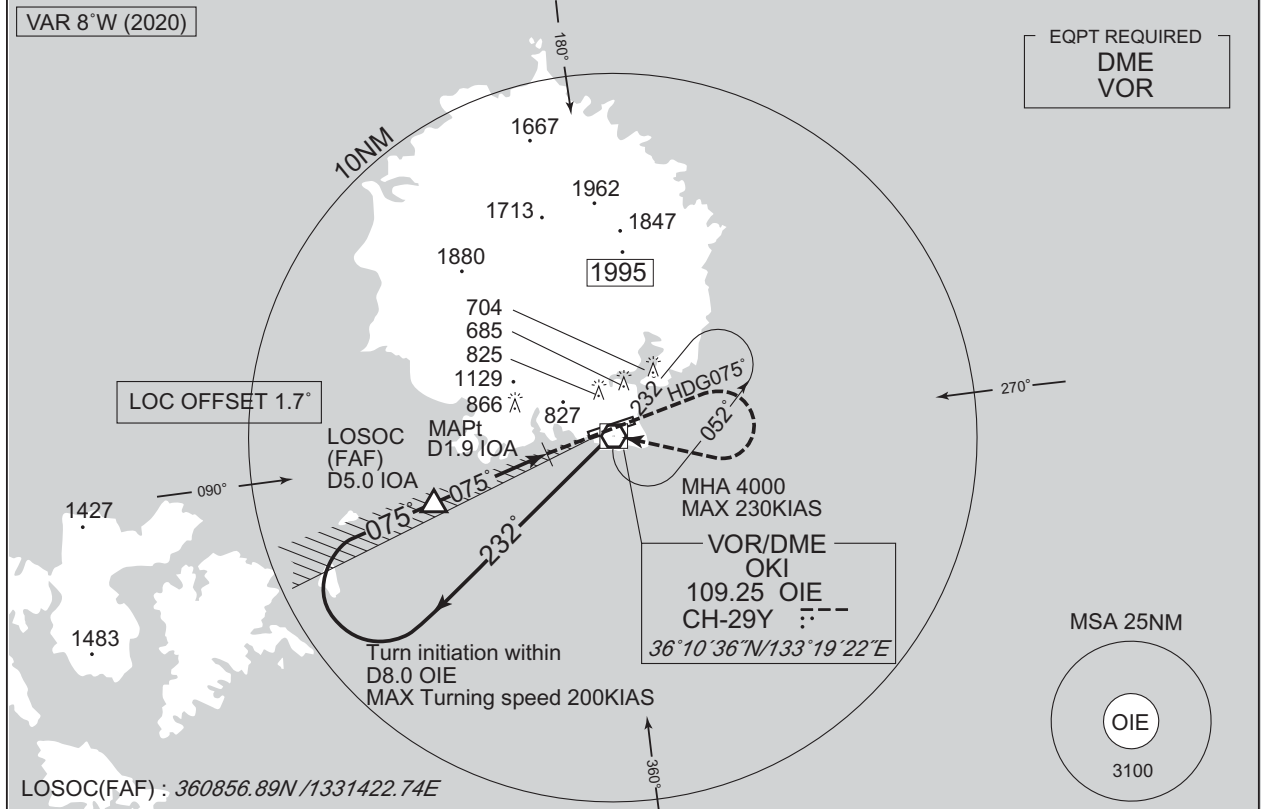 VAR 8˚W (2020)
180˚
EQPT REQUIRED
DME
VOR
10NM
1667
1962
1713
1847
1880
1995
704
685
825
1129
866
827
232
HDG075˚
052˚
270˚
LOC OFFSET 1.7˚
LOSOC
(FAF)
D5.0 IOA
MAPt
D1.9 IOA
075˚
075˚
090˚
1427
232˚
MHA 4000
MAX 230KIAS
VOR/DME
OKI
109.25 OIE
CH-29Y
36°10´36˝N/133°19´22˝E
1483
Turn initiation within
D8.0 OIE
MAX Turning speed 200KIAS
MSA 25NM
OIE
3100
360˚
LOSOC(FAF) : 360856.89N /1331422.74E